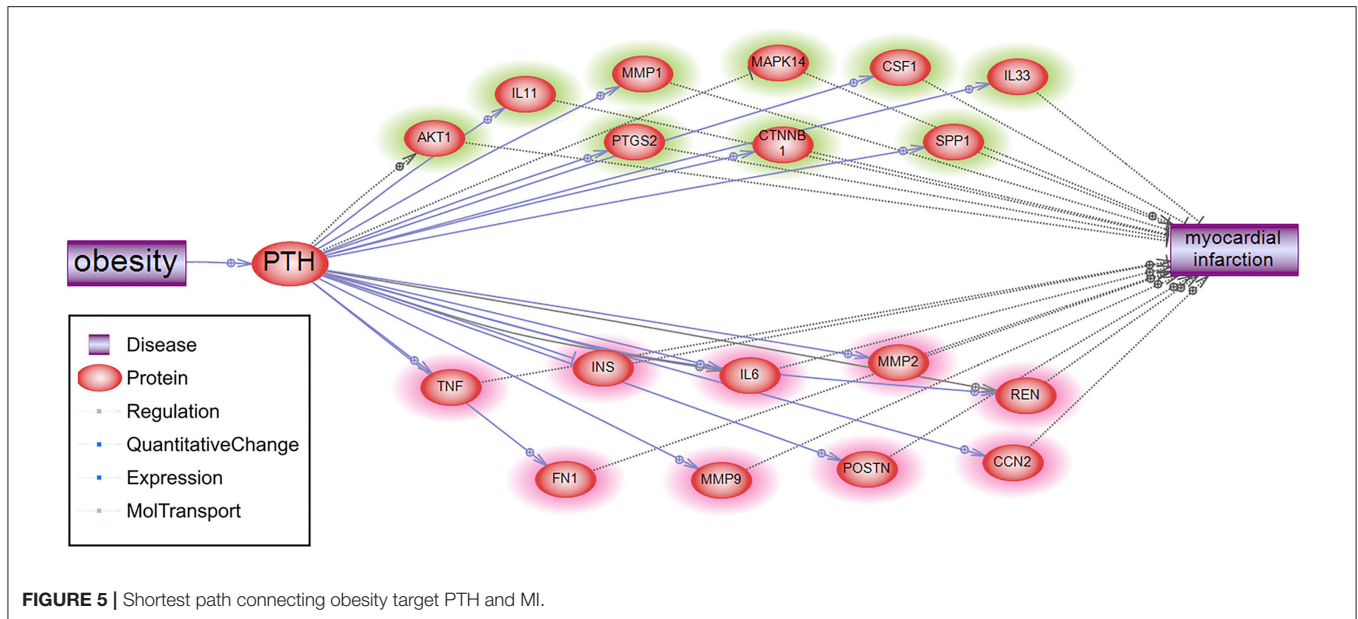 MAPK14
CSF1
MMP1
IL33
IL11
AKT1
PTGS2
CTNNB
1
SPP1
obesity
PTH
myocardial
infarction
Disease
Protein
Regulation
QuantitativeChange
Expression
MolTransport
TNF
INS
IL6
MMP2
REN
FN1
MMP9
POSTN
CCN2
FIGURE 5 | Shortest path connecting obesity target PTH and MI.